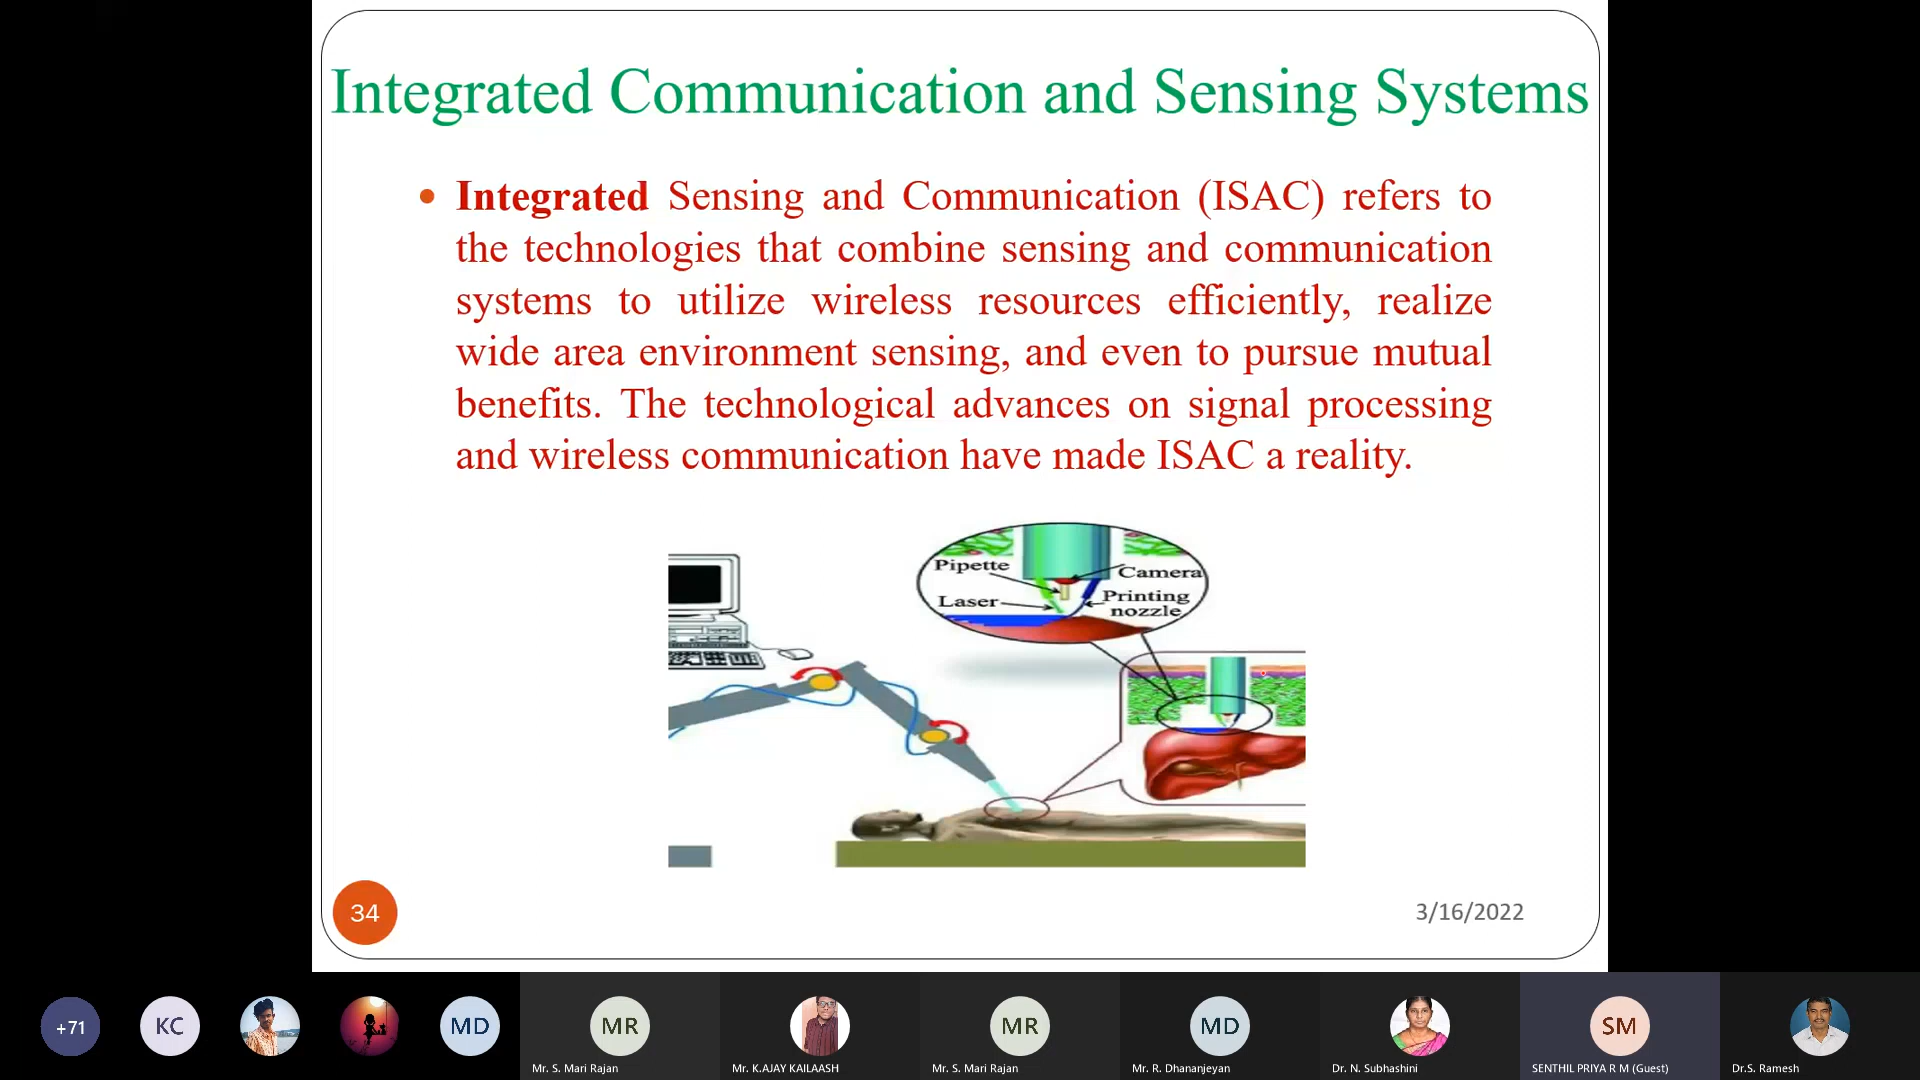 Integrated Communication and Sensing Systems
• Integrated Sensing and Communication (ISAC) refers to
the technologies that combine sensing and communication
systems to utilize wireless resources efficiently, realize
wide area environment sensing, and even to pursue mutual
benefits. The technological advances on signal processing
and wireless communication have made ISAC a reality.
Pipette
Camera
Laser
Printing
nozzle
34
3/16/2022
+71
KC
MD
MR
MR
MD
SM
Mr. S. Mari Rajan
Mr. K.AJAY KAILAASH
Mr. S. Mari Rajan
Mr. R. Dhananjeyan
Dr. N. Subhashini
SENTHIL PRIYA R M (Guest)
Dr.S. Ramesh